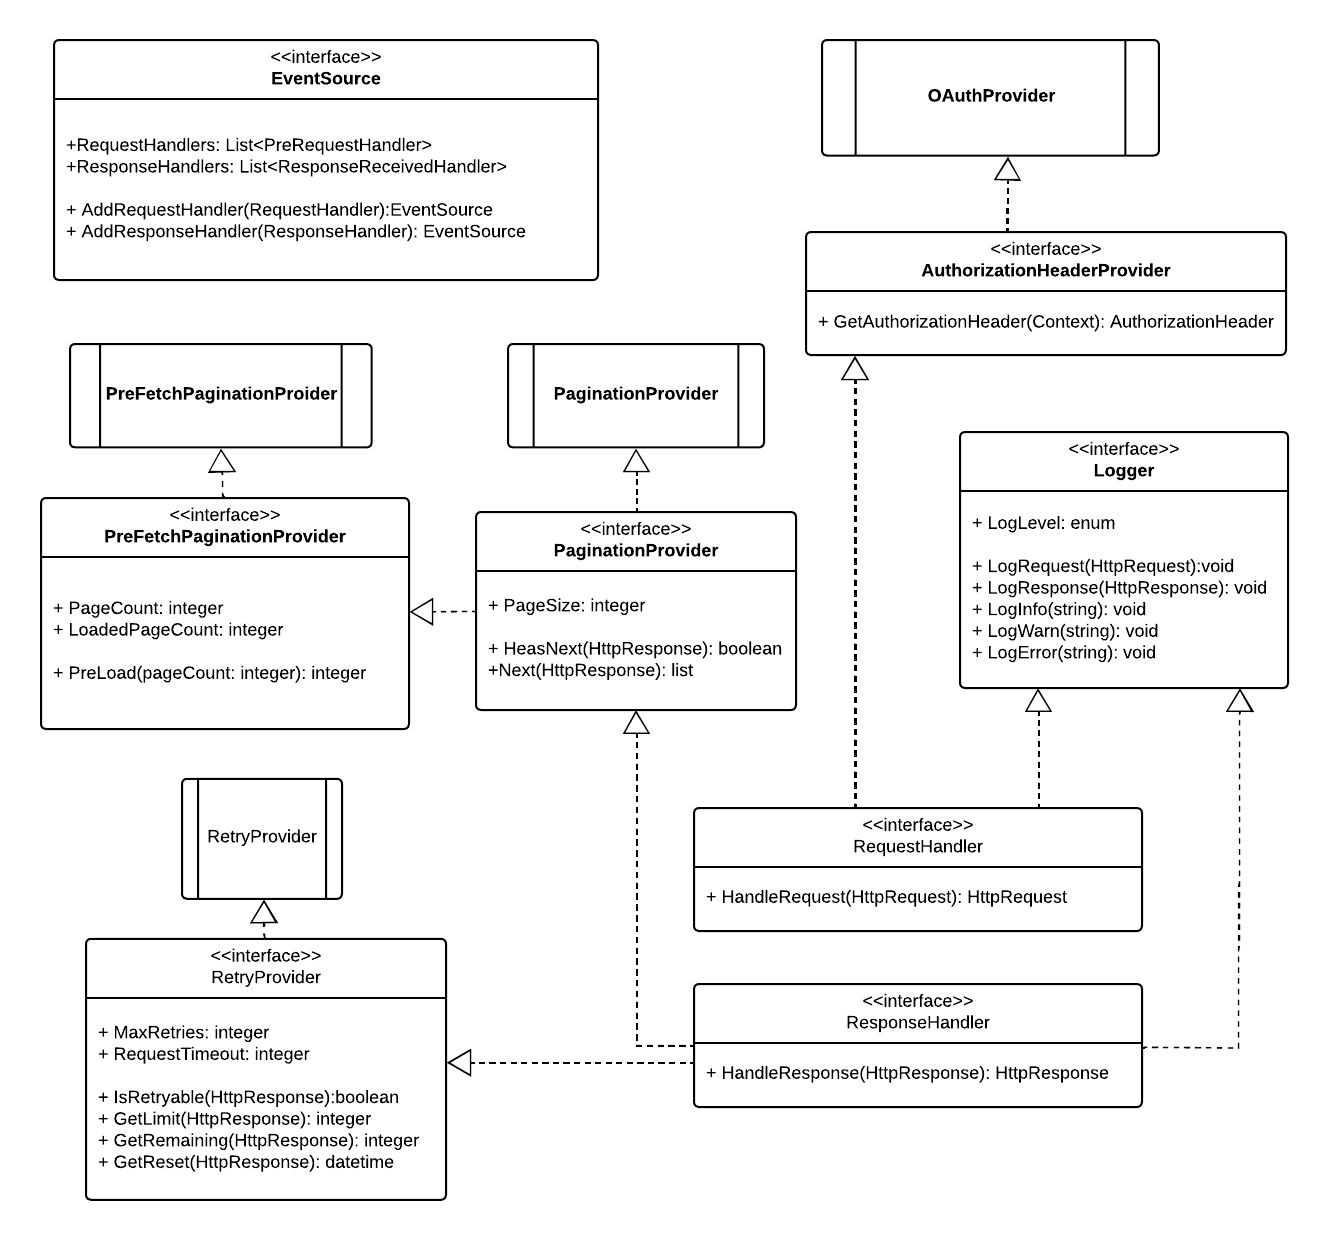 <<interface>>
EventSource
+RequestHandlers: List<PreRequestHandler>
+ResponseHandlers: List<ResponseReceivedHandler>
+ AddRequestHandler(RequestHandler):EventSource
+ AddResponseHandler(ResponseHandler): EventSource
OAuthProvider
<<interface>>
AuthorizationHeaderProvider
+ GetAuthorizationHeader(Context): AuthorizationHeader
PreFetchPaginationProider
PaginationProvider
<<interface>>
PreFetchPaginationProvider
+ PageCount: integer
+ LoadedPageCount: integer
+ PreLoad(pageCount: integer): integer
<<interface>>
PaginationProvider
+ PageSize: integer
+ HeasNext(HttpResponse): boolean
+Next(HttpResponse): list
<<interface>>
Logger
+ LogLevel: enum
+ LogRequest(HttpRequest):void
+ LogResponse(HttpResponse): void
+ LogInfo(string): void
+ LogWarn(string): void
+ LogError(string): void
RetryProvider
<<interface>>
RequestHandler
+ HandleRequest(HttpRequest): HttpRequest
<<interface>>
RetryProvider
+ MaxRetries: integer
+ RequestTimeout: integer
+ IsRetryable(HttpResponse):boolean
+ GetLimit(HttpResponse): integer
+ GetRemaining(HttpResponse): integer
+ GetReset(HttpResponse): datetime
<<interface>>
ResponseHandler
+ HandleResponse(HttpResponse): HttpResponse